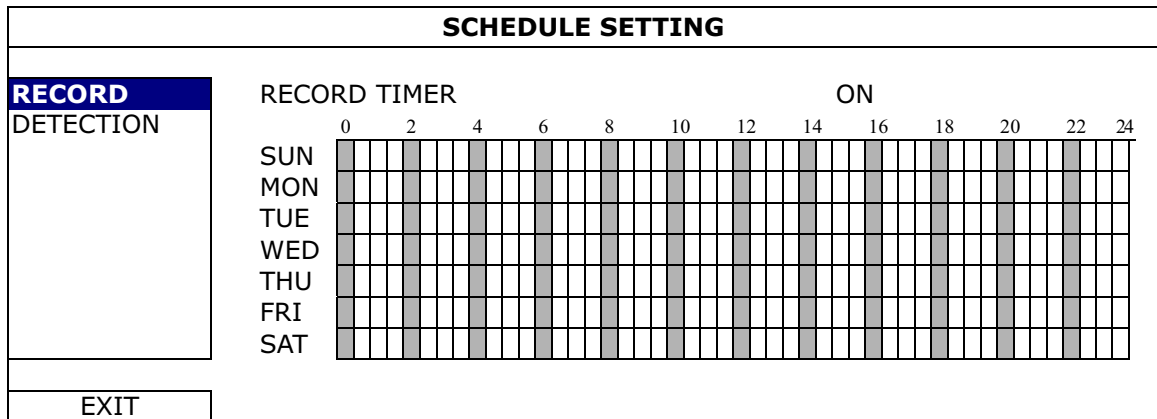 SCHEDULE SETTING
RECORD
DETECTION
EXIT
RECORD TIMER ON
0 2 4 6 8 10 12 14 16 18 20 22 24
SUN
MON
TUE
WED
THU
FRI
SAT